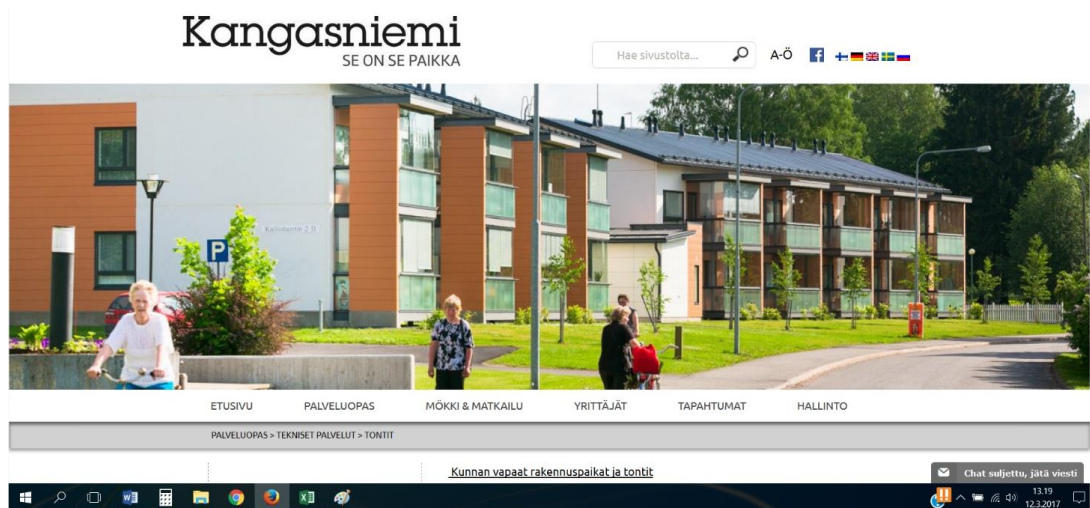 Kangasniemi
SE ON SE PAIKKA
Hae sivustolta...
A-Ö
P
ETUSIVU PALVELUOPAS MÖKKI & MATKAILU YRITTÄJÄT TAPAHTUMAT HALLINTO
PALVELUOPAS > TEKNISET PALVELUT > TONTIT
Kunnan vapaat rakennuspaikat ja tontit
Chat suljettu, jätä viesti
13.19
12.3.2017